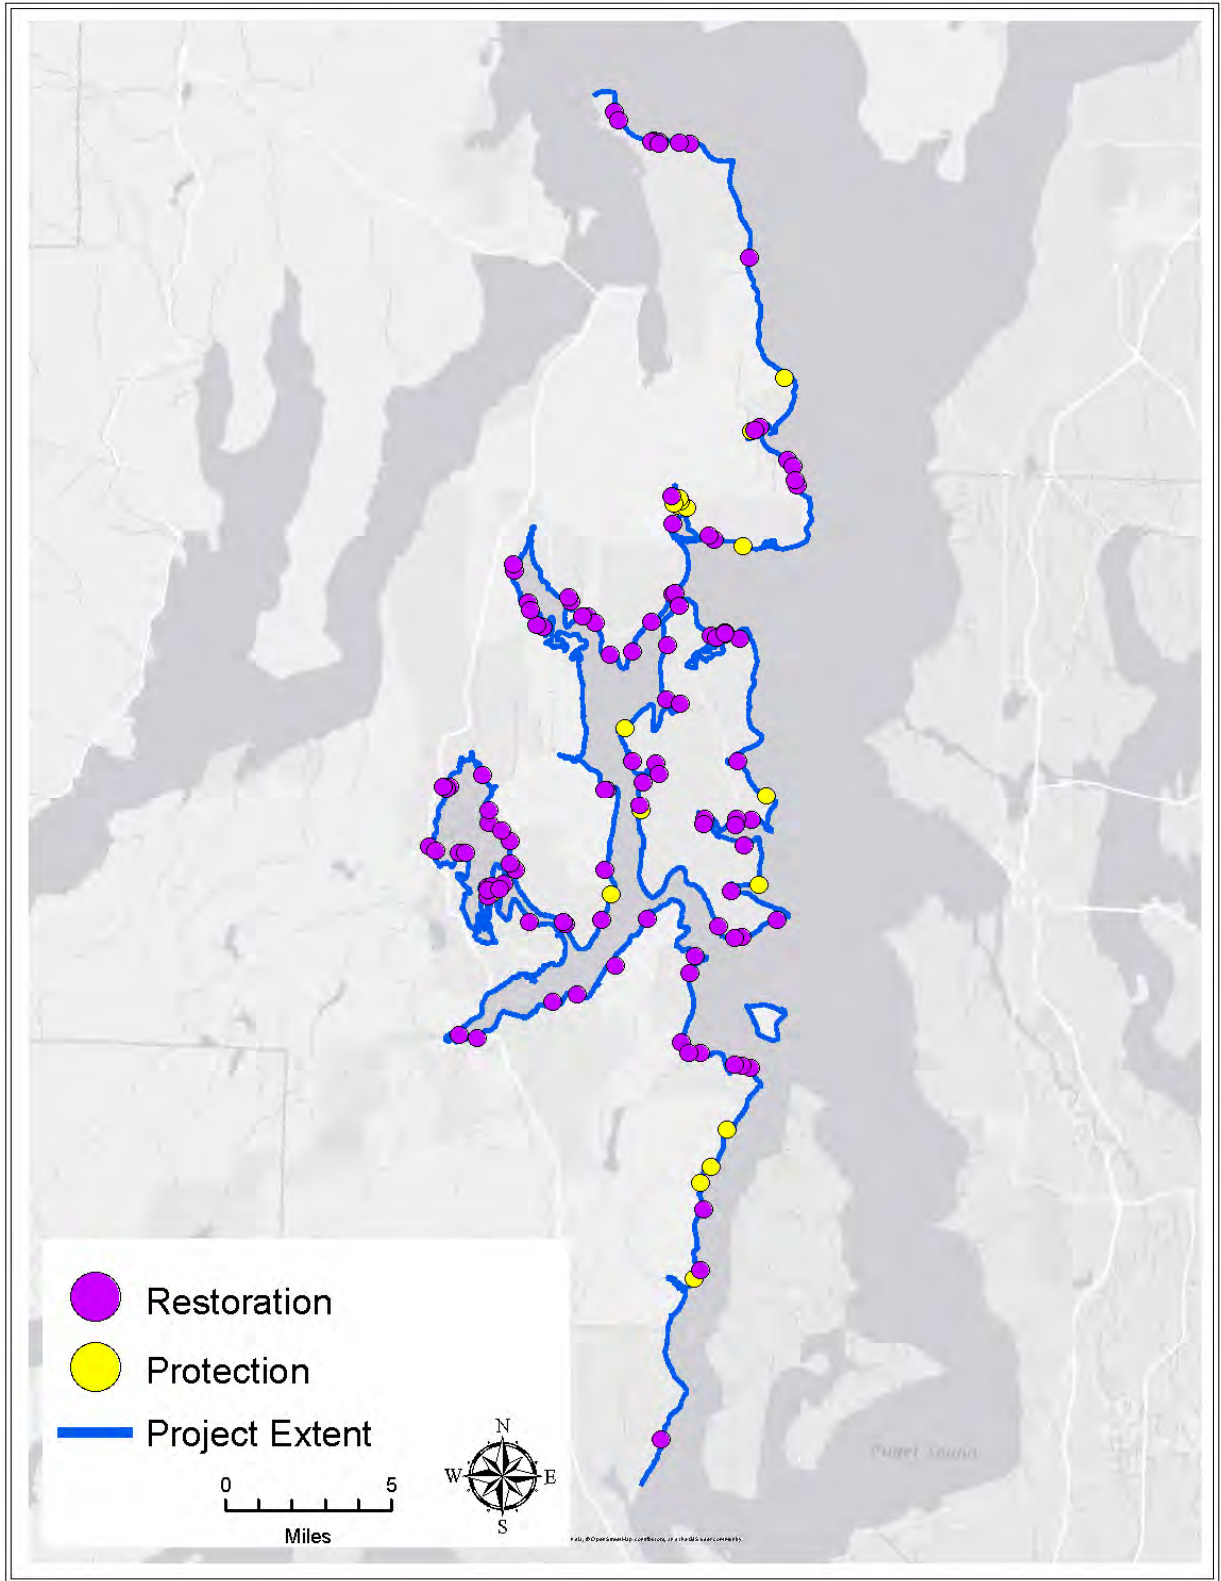 Restoration
Protection
Project Extent
N
W
E
S
0 5
Miles
Puget Sound